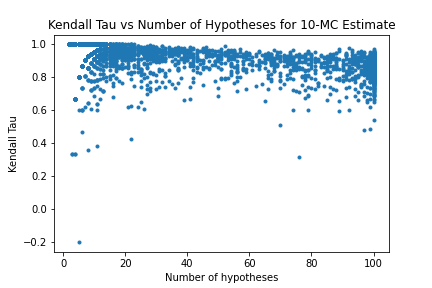 Kendall Tau vs Number of Hypotheses for 10-MC Estimate
1.0
0.8
0.6
0.4
0.2
0.0
−0.2
Kendall Tau
0 20 40 60 80 100
Number of hypotheses